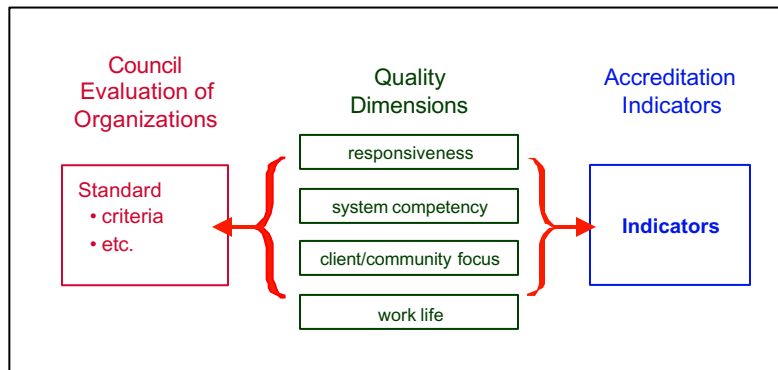 Council
Evaluation of
Organizations
Standard
• criteria
• etc.
Quality
Dimensions
responsiveness
system competency
client/community focus
work life
Accreditation
Indicators
Indicators